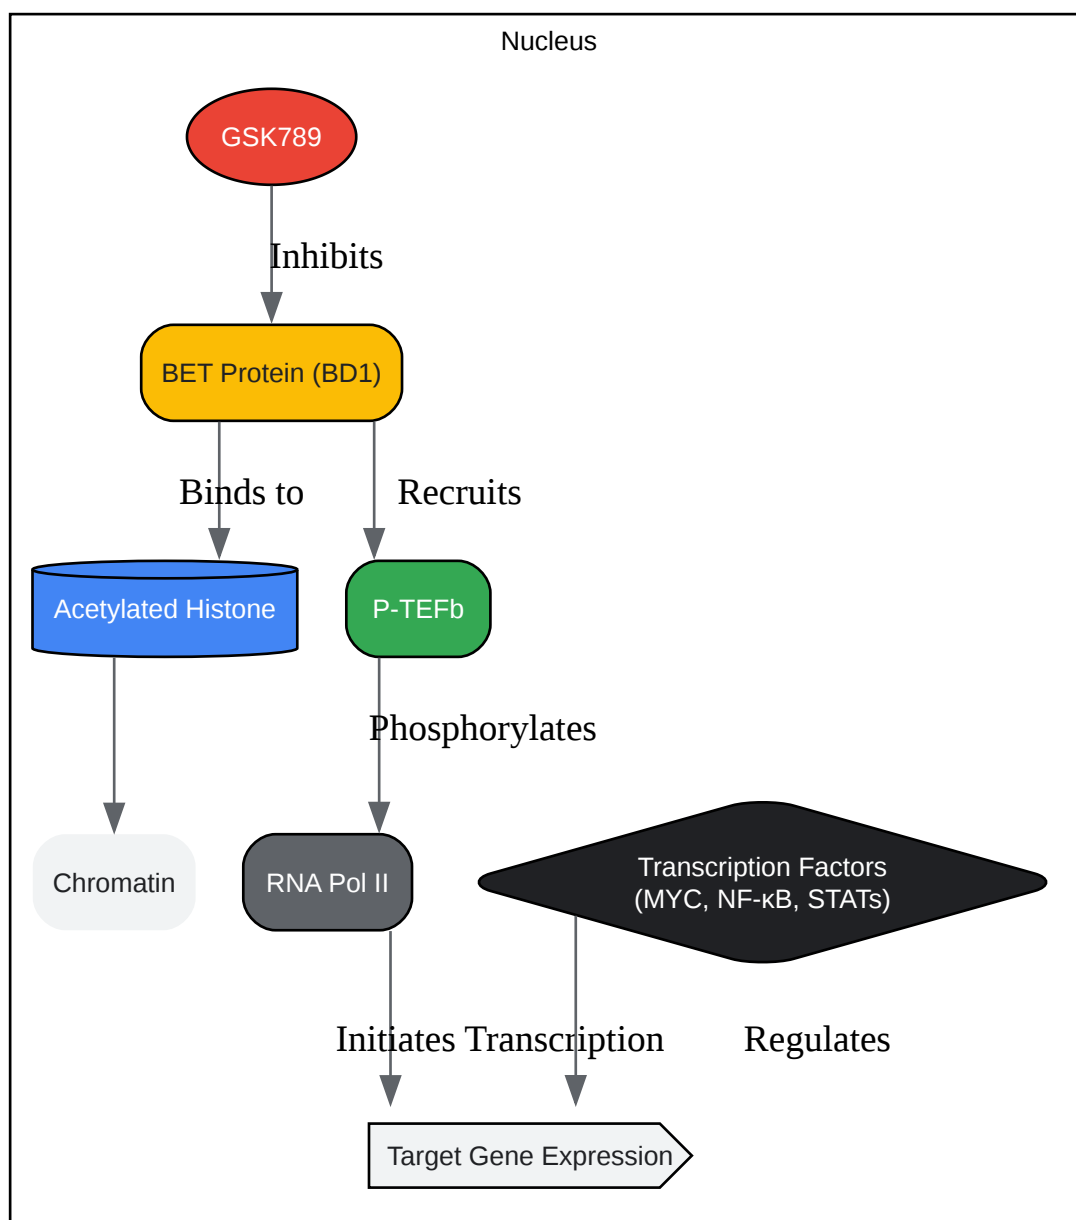 Nucleus
GSK789
Inhibits
BET Protein (BD1)
Binds to
Recruits
Acetylated Histone
P-TEFb
Phosphorylates
Chromatin
RNA Pol II
Transcription Factors
(MYC, NF-κB, STATs)
Initiates Transcription
Regulates
Target Gene Expression